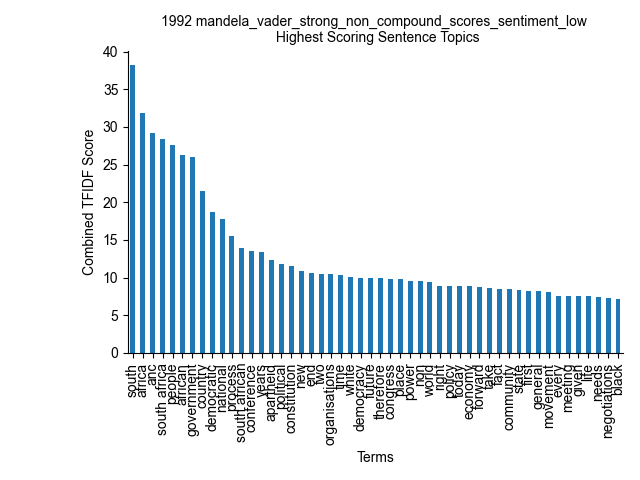 1992 mandela_vader_strong_non_compound_scores_sentiment_low
Highest Scoring Sentence Topics
Combined TFIDF Score
40
35
30
25
20
15
10
5
0
south
africa
anc
south africa
people
african
government
country
democratic
national
process
south african
conference
years
apartheid
political
constitution
new
end
two
organisations
time
white
democracy
future
therefore
congress
place
power
non
world
right
policy
today
economy
forward
take
fact
community
state
first
general
movement
every
meeting
given
life
needs
negotiations
black
Terms